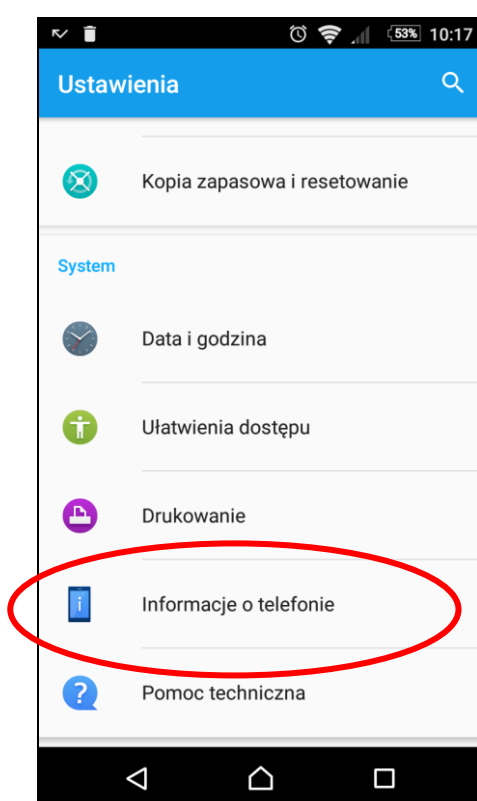 53% 10:17
Ustawienia
Kopia zapasowa i resetowanie
System
Data i godzina
Ułatwienia dostępu
Drukowanie
Informacje o telefonie
Pomoc techniczna